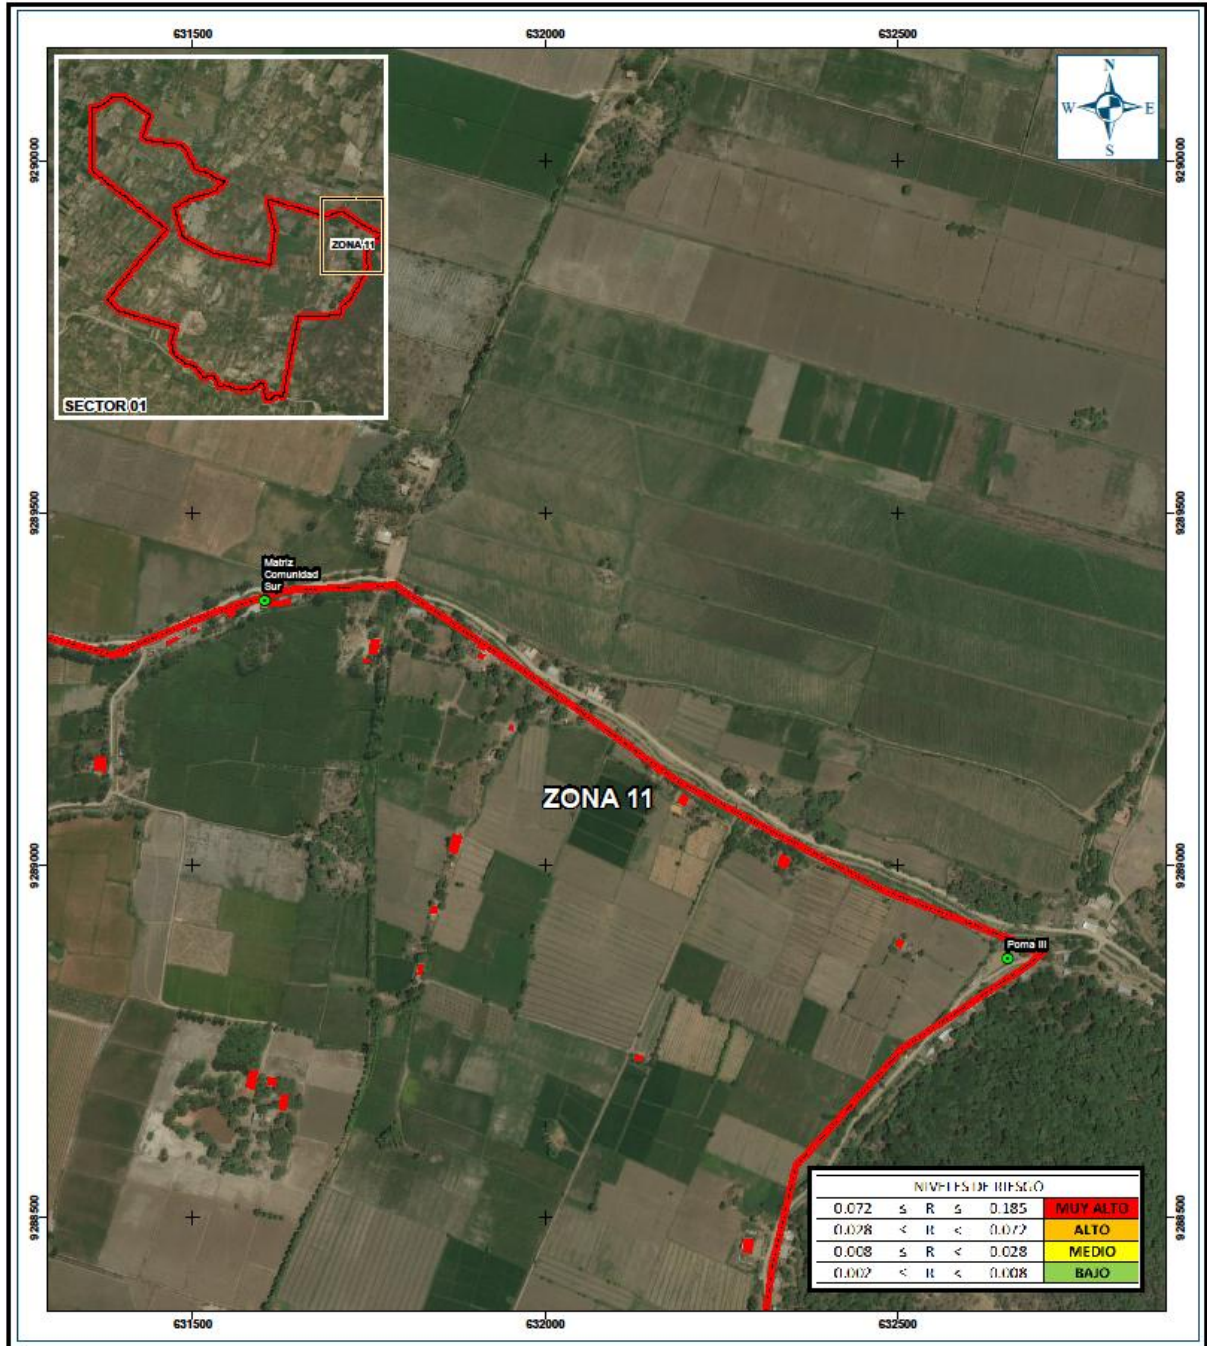 631500 632000 632500
N
W E
S
9290000 9290000
ZONA 11
SECTOR 01
9289500 9289500
Matriz
Comunidad
Sur
ZONA 11
9289000 9289000
Poma III
NIVELES DE RIESGO
0.072 ≤ R ≤ 0.185 MUY ALTO
0.028 ≤ R < 0.072 ALTO
0.008 ≤ R < 0.028 MEDIO
0.002 ≤ R < 0.008 BAJO
9288500 9288500
631500 632000 632500